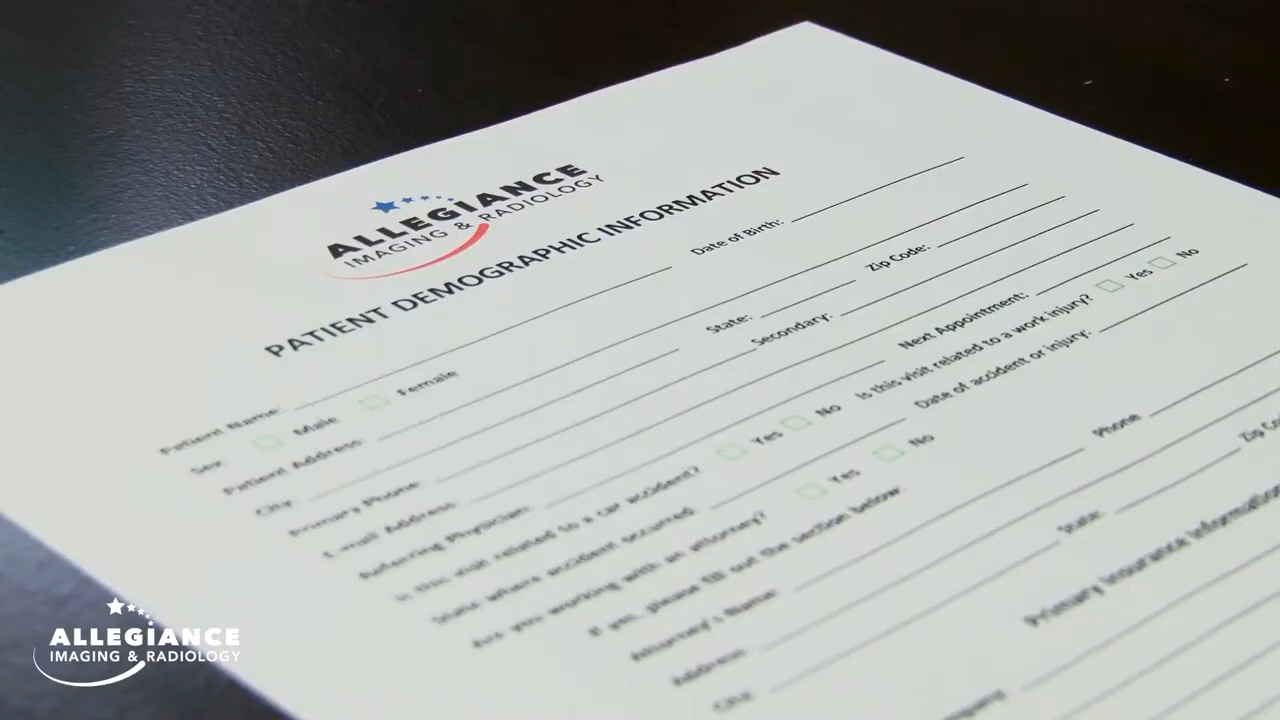 ALLEGIANCE
IMAGING & RADIOLOGY
PATIENT DEMOGRAPHIC INFORMATION
Patient Name: Date of Birth:
Sex: Male Female
Patient Address:
City: State: Zip Code:
Primary Phone: Secondary:
E-mail Address:
Referring Physician: Next Appointment:
Is this visit related to a car accident? Yes No Is this visit related to a work injury? Yes No
State where accident occurred: Date of accident or injury:
Are you working with an attorney? Yes No
If yes, please fill out the section below:
Attorney's Name: Phone
Address
City: State: Zip
Primary Insurance Information
ALLEGIANCE
IMAGING & RADIOLOGY